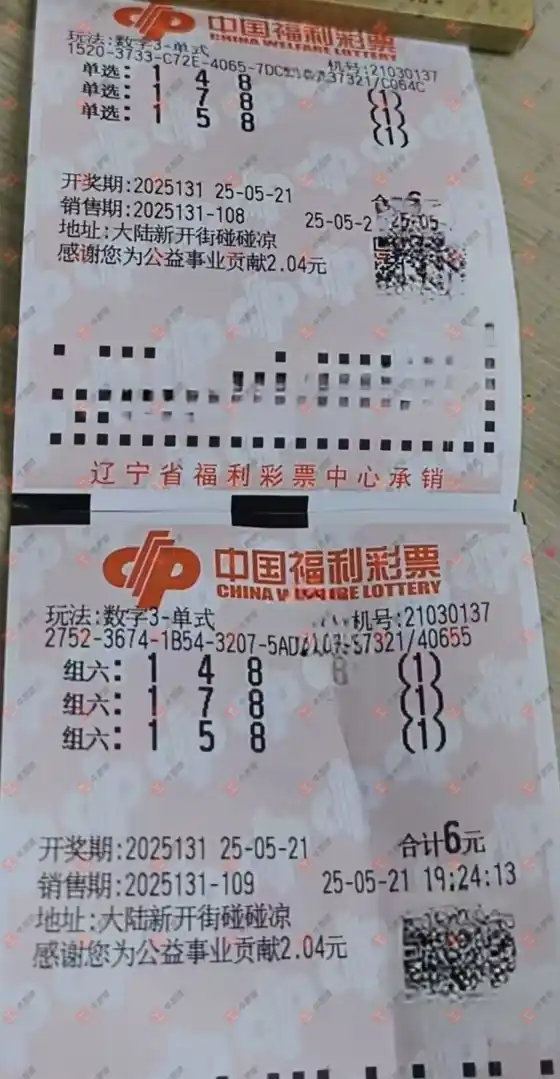 中国福利彩票
CHINA WELFARE LOTTERY
玩法:数字3-单式 机号:21030137
1520-3733-C72E-4065-7DC 37321/C064C
单选: 1 4 8 (1)
单选: 1 7 8 (1)
单选: 1 5 8 (1)
开奖期:2025131 25-05-21
销售期:2025131-108 25-05-2
地址:大陆新开街碰碰凉
感谢您为公益事业贡献2.04元
辽宁省福利彩票中心承销
中国福利彩票
CHINA LOTTERY
玩法:数字3-单式 机号:21030137
2752-3674-1B54-3207-5AD 37321/40655
组六: 1 4 8 (1)
组六: 1 7 8 (1)
组六: 1 5 8 (1)
开奖期:2025131 25-05-21 合计6元
销售期:2025131-109 25-05-21 19:24:13
地址:大陆新开街碰碰凉
感谢您为公益事业贡献2.04元